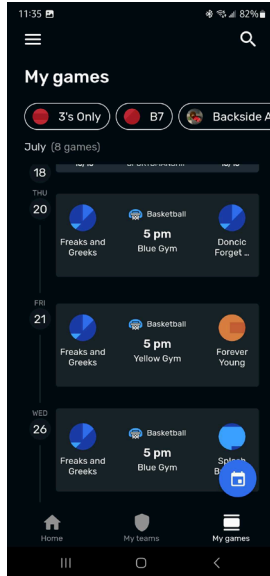 11:35
82%
My games
3's Only
B7
Backside A
July (8 games)
18
THU
20
Basketball
5 pm
Blue Gym
Freaks and
Greeks
Doncic
Forget ...
FRI
21
Basketball
5 pm
Yellow Gym
Freaks and
Greeks
Forever
Young
WED
26
Basketball
5 pm
Blue Gym
Freaks and
Greeks
Home
My teams
My games